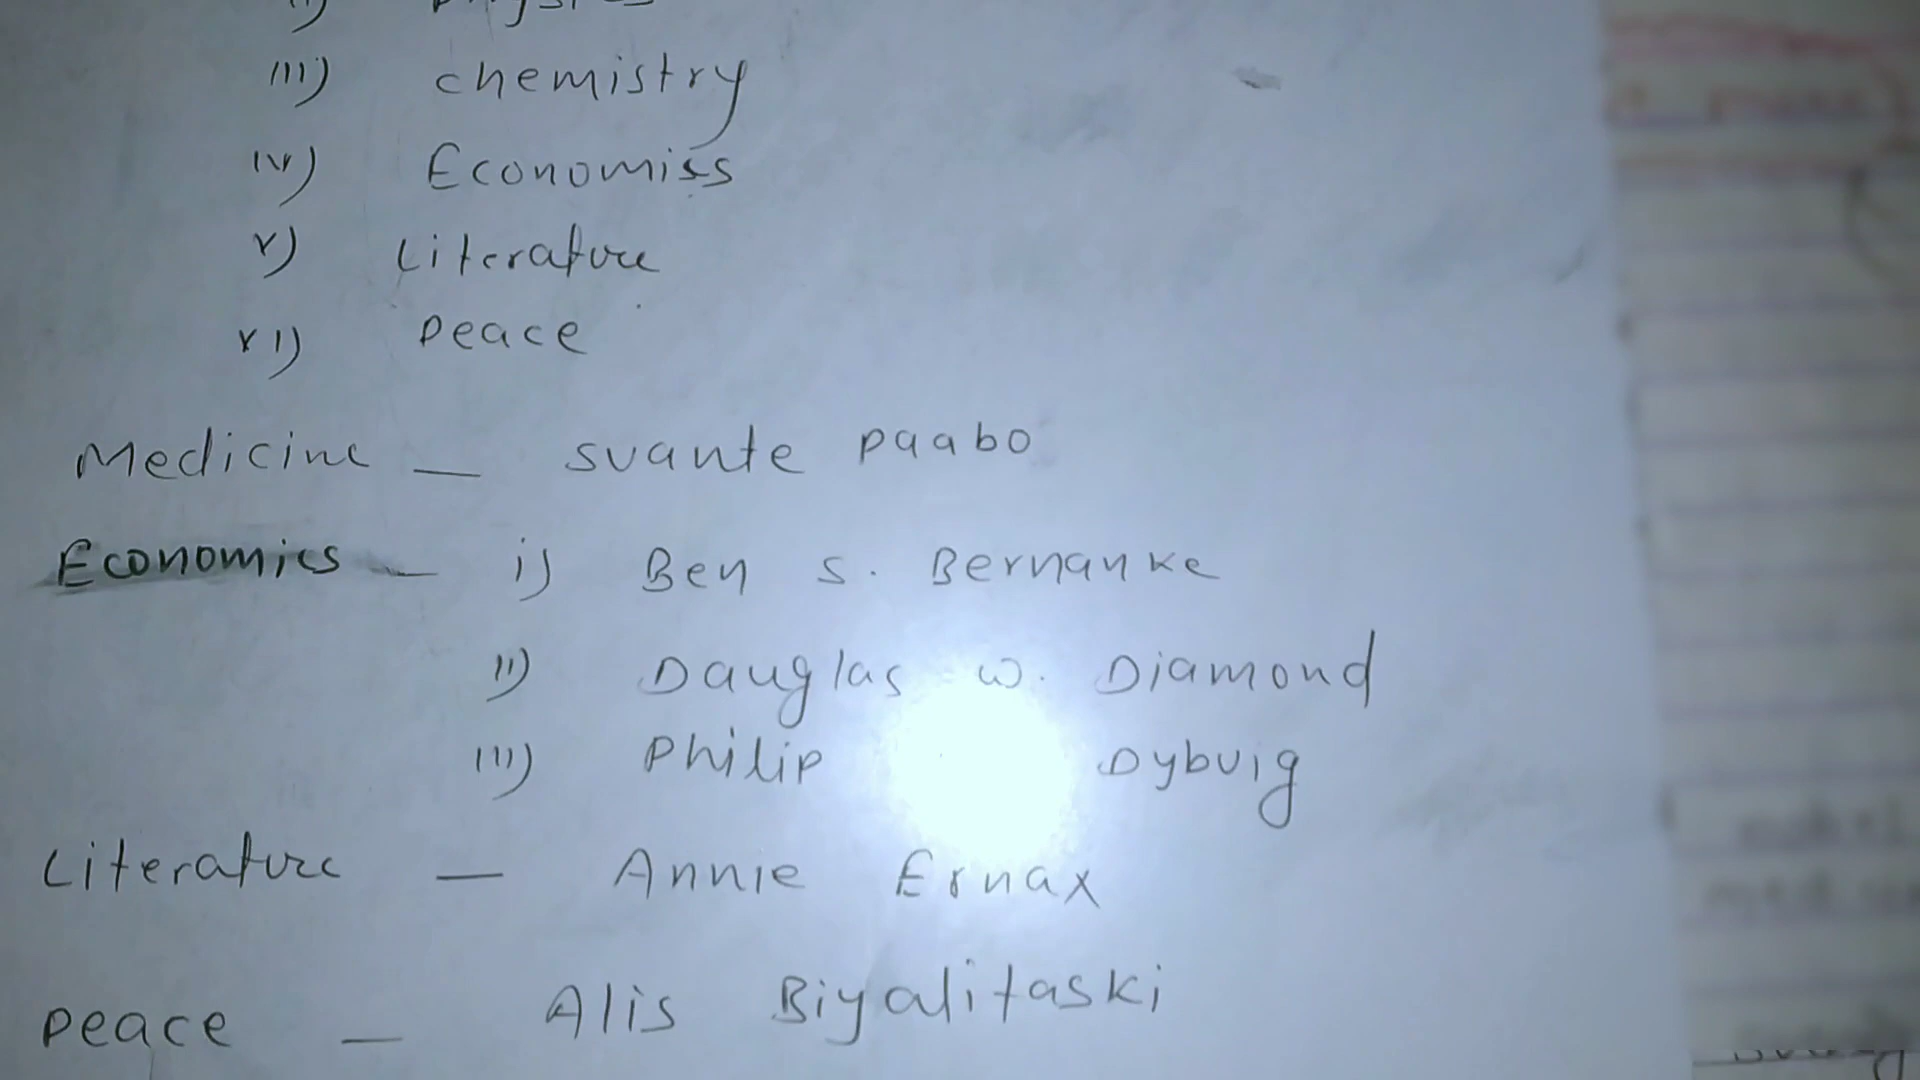 iii) chemistry
iv) Economics
v) Literature
vi) peace
Medicine - svante paabo
Economics - i) Ben s. Bernanke
ii) Dauglas w. Diamond
iii) Philip Dybvig
Literature - Annie Ernax
peace - Alis Biyalitaski